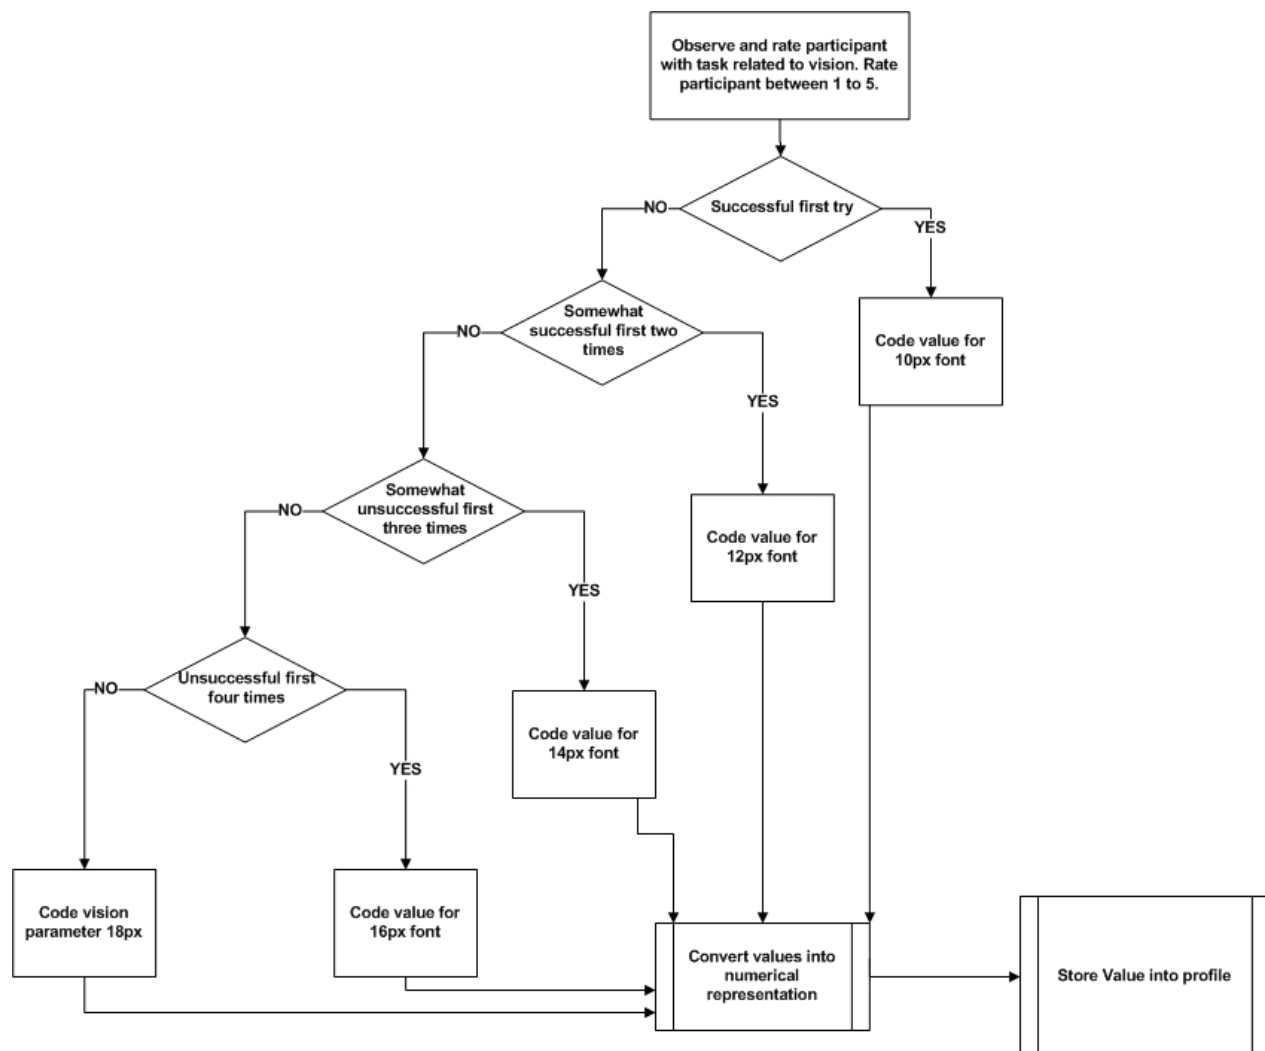 Observe and rate participant
with task related to vision. Rate
participant between 1 to 5.
Successful first try
NO
YES
Somewhat
successful first two
times
NO
YES
Code value for
10px font
Somewhat
unsuccessful first
three times
NO
YES
Code value for
12px font
Unsuccessful first
four times
NO
YES
Code value for
14px font
Code vision
parameter 18px
Code value for
16px font
Convert values into
numerical
representation
Store Value into profile